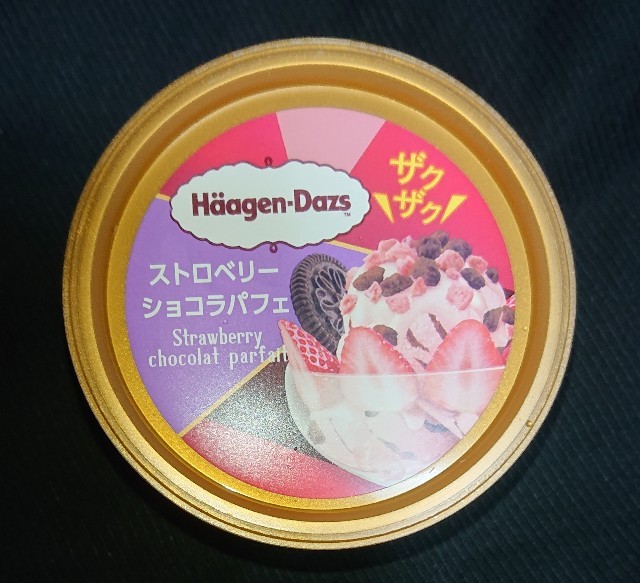 Häagen-Dazs
TM
ザク
ザク
ストロベリー
ショコラパフェ
Strawberry
chocolat parfait